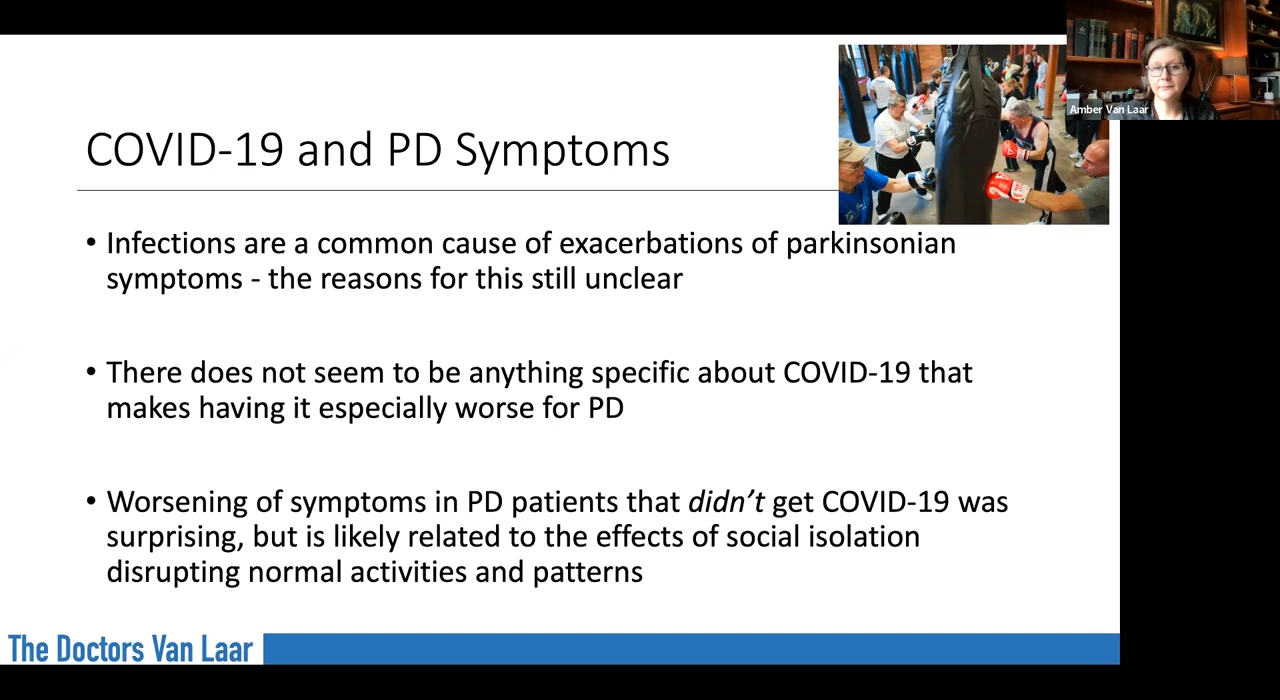 Amber Van Laar
COVID-19 and PD Symptoms
• Infections are a common cause of exacerbations of parkinsonian
symptoms - the reasons for this still unclear
• There does not seem to be anything specific about COVID-19 that
makes having it especially worse for PD
• Worsening of symptoms in PD patients that didn’t get COVID-19 was
surprising, but is likely related to the effects of social isolation
disrupting normal activities and patterns
The Doctors Van Laar